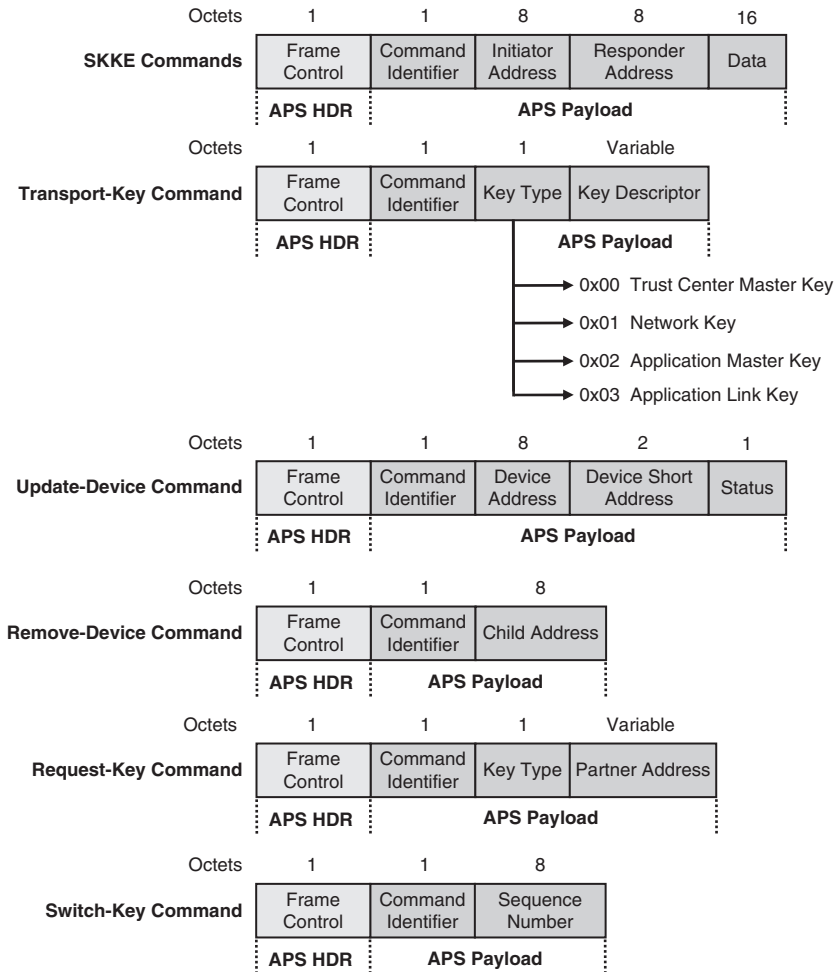 Octets 1 1 8 8 16
SKKE Commands
Frame Control
Command Identifier
Initiator Address
Responder Address
Data
APS HDR APS Payload
Octets 1 1 1 Variable
Transport-Key Command
Frame Control
Command Identifier
Key Type
Key Descriptor
APS HDR APS Payload
0x00 Trust Center Master Key
0x01 Network Key
0x02 Application Master Key
0x03 Application Link Key
Octets 1 1 8 2 1
Update-Device Command
Frame Control
Command Identifier
Device Address
Device Short Address
Status
APS HDR APS Payload
Octets 1 1 8
Remove-Device Command
Frame Control
Command Identifier
Child Address
APS HDR APS Payload
Octets 1 1 1 Variable
Request-Key Command
Frame Control
Command Identifier
Key Type
Partner Address
APS HDR APS Payload
Octets 1 1 8
Switch-Key Command
Frame Control
Command Identifier
Sequence Number
APS HDR APS Payload